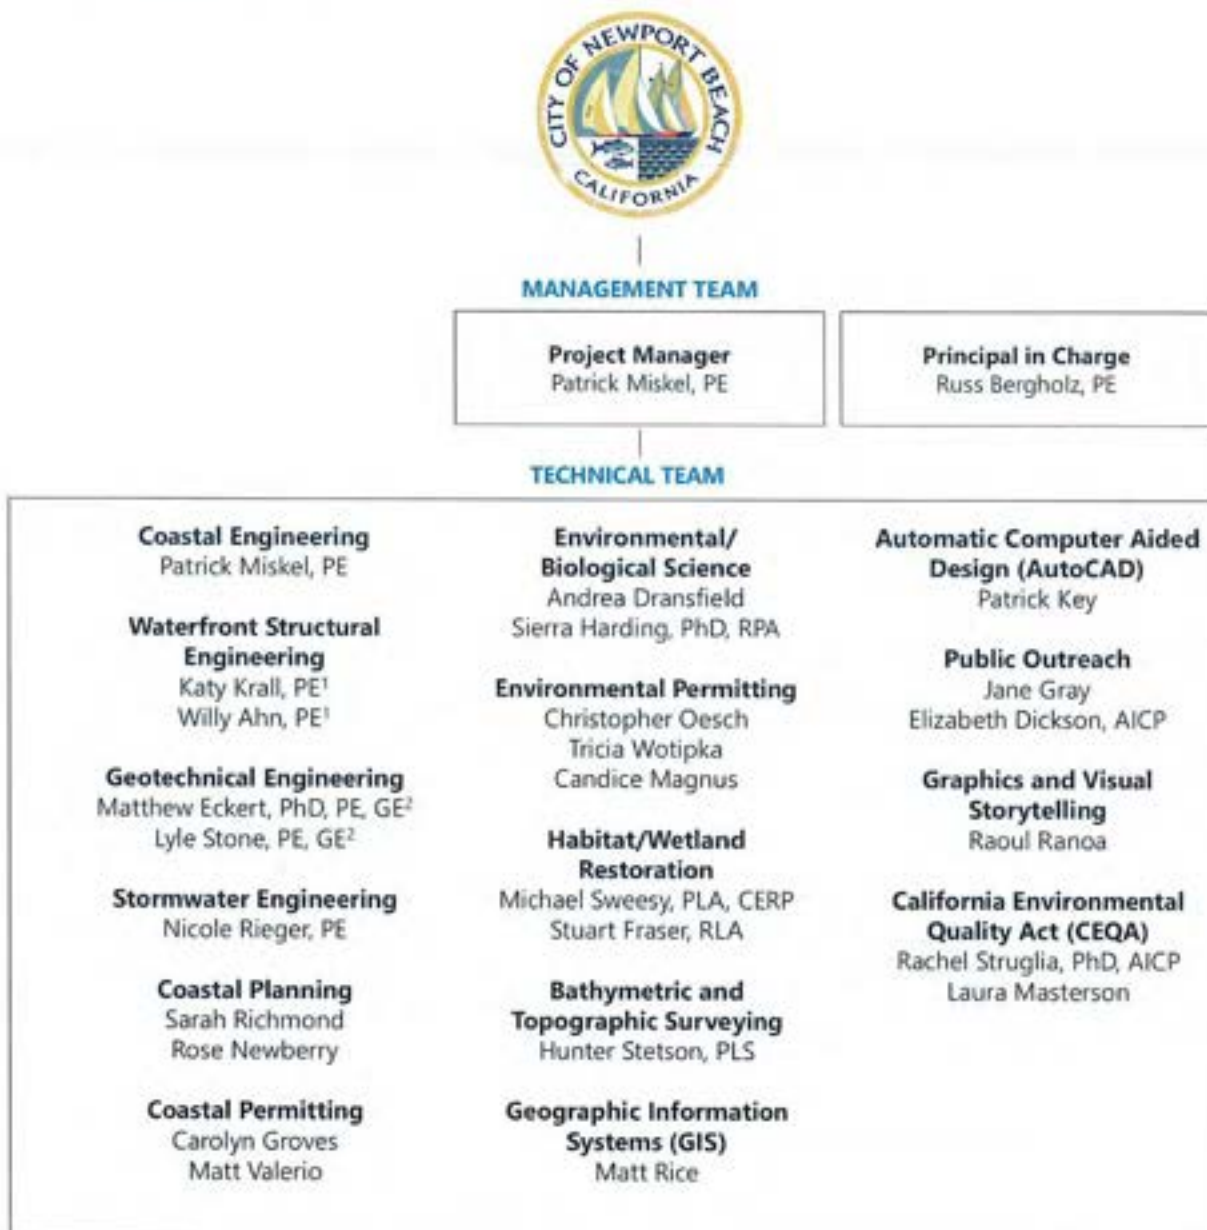 CITY OF NEWPORT BEACH
CALIFORNIA
MANAGEMENT TEAM
Project Manager
Patrick Miskel, PE
Principal in Charge
Russ Bergholz, PE
TECHNICAL TEAM
Coastal Engineering
Patrick Miskel, PE
Waterfront Structural
Engineering
Katy Krall, PE¹
Willy Ahn, PE¹
Geotechnical Engineering
Matthew Eckert, PhD, PE, GE²
Lyle Stone, PE, GE²
Stormwater Engineering
Nicole Rieger, PE
Coastal Planning
Sarah Richmond
Rose Newberry
Coastal Permitting
Carolyn Groves
Matt Valerio
Environmental/
Biological Science
Andrea Dransfield
Sierra Harding, PhD, RPA
Environmental Permitting
Christopher Oesch
Tricia Wotipka
Candice Magnus
Habitat/Wetland
Restoration
Michael Sweesy, PLA, CERP
Stuart Fraser, RLA
Bathymetric and
Topographic Surveying
Hunter Stetson, PLS
Geographic Information
Systems (GIS)
Matt Rice
Automatic Computer Aided
Design (AutoCAD)
Patrick Key
Public Outreach
Jane Gray
Elizabeth Dickson, AICP
Graphics and Visual
Storytelling
Raoul Ranoa
California Environmental
Quality Act (CEQA)
Rachel Struglia, PhD, AICP
Laura Masterson